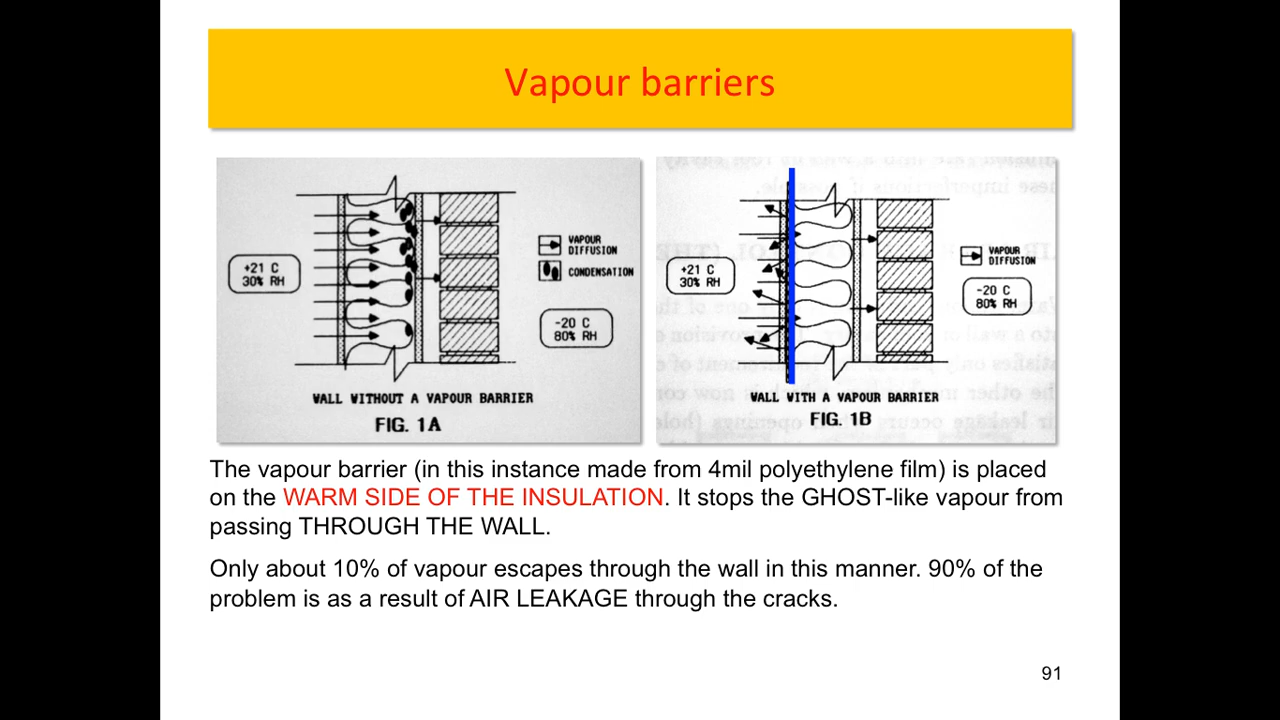 Vapour barriers
+21 C
30% RH
VAPOUR
DIFFUSION
CONDENSATION
-20 C
80% RH
WALL WITHOUT A VAPOUR BARRIER
FIG. 1A
+21 C
30% RH
VAPOUR
DIFFUSION
-20 C
80% RH
WALL WITH A VAPOUR BARRIER
FIG. 1B
The vapour barrier (in this instance made from 4mil polyethylene film) is placed
on the WARM SIDE OF THE INSULATION. It stops the GHOST-like vapour from
passing THROUGH THE WALL.
Only about 10% of vapour escapes through the wall in this manner. 90% of the
problem is as a result of AIR LEAKAGE through the cracks.
91